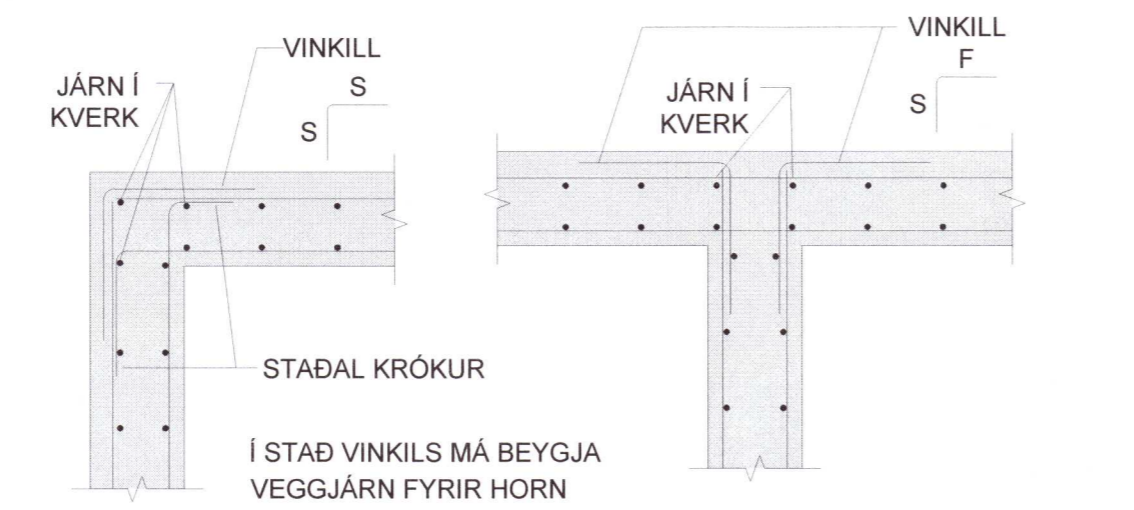 VINKILL
JÁRN Í
KVERK
S
S
STAÐAL KRÓKUR
Í STAÐ VINKILS MÁ BEYGJA
VEGGJÁRN FYRIR HORN
VINKILL
F
S
JÁRN Í
KVERK